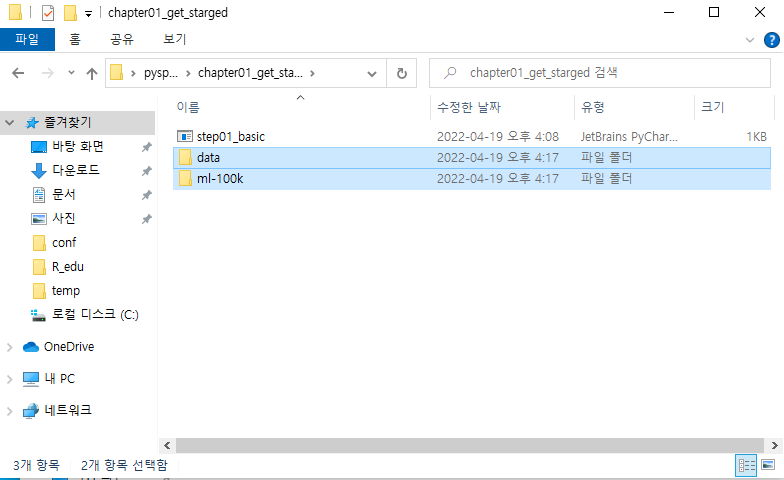 chapter01_get_starged
파일 홈 공유 보기
pysp... chapter01_get_sta... chapter01_get_starged 검색
이름 수정한 날짜 유형 크기
즐겨찾기
바탕 화면
다운로드
문서
사진
conf
R_edu
temp
로컬 디스크 (C:)
OneDrive
내 PC
네트워크
step01_basic 2022-04-19 오후 4:08 JetBrains PyChar... 1KB
data 2022-04-19 오후 4:17 파일 폴더
ml-100k 2022-04-19 오후 4:17 파일 폴더
3개 항목 2개 항목 선택함